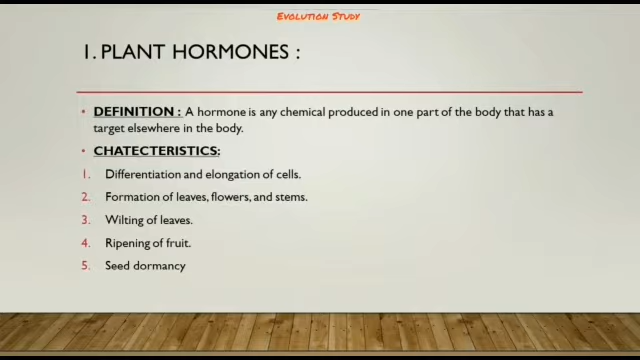 Evolution Study
1. PLANT HORMONES :
• DEFINITION : A hormone is any chemical produced in one part of the body that has a
target elsewhere in the body.
• CHATECTERISTICS:
1. Differentiation and elongation of cells.
2. Formation of leaves, flowers, and stems.
3. Wilting of leaves.
4. Ripening of fruit.
5. Seed dormancy